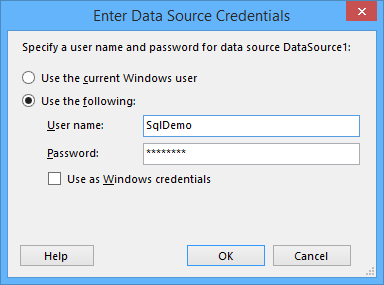 Enter Data Source Credentials
Specify a user name and password for data source DataSource1:
Use the current Windows user
Use the following:
User name: SqlDemo
Password: ********
Use as Windows credentials
Help OK Cancel